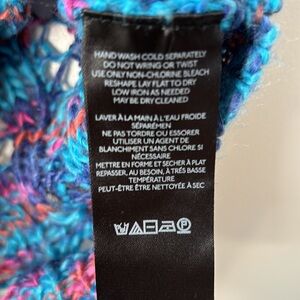 HAND WASH COLD SEPARATELY
DO NOT WRING OR TWIST
USE ONLY NON-CHLORINE BLEACH
RESHAPE LAY FLAT TO DRY
LOW IRON AS NEEDED
MAY BE DRY CLEANED
LAVER À LA MAIN À L'EAU FROIDE
SÉPARÉMEN
NE PAS TORDRE OU ESSORER
UTILISER UN AGENT DE
BLANCHIMENT SANS CHLORE SI
NÉCESSAIRE
METTRE EN FORME ET SECHER À PLAT
REPASSER, AU BESOIN, À TRÈS BASSE
TEMPÉRATURE
PEUT-ÊTRE ÊTRE NETTOYÉE À SEC